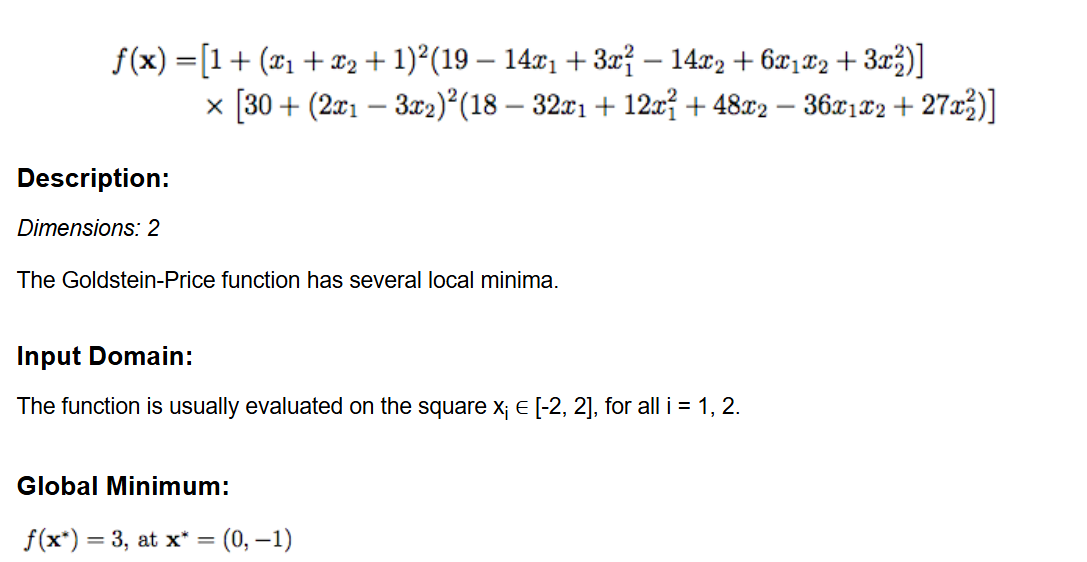 f(x) = [1 + (x₁ + x₂ + 1)²(19 − 14x₁ + 3x₁² − 14x₂ + 6x₁x₂ + 3x₂²)]
× [30 + (2x₁ − 3x₂)²(18 − 32x₁ + 12x₁² + 48x₂ − 36x₁x₂ + 27x₂²)]
Description:
Dimensions: 2
The Goldstein-Price function has several local minima.
Input Domain:
The function is usually evaluated on the square xᵢ ∈ [-2, 2], for all i = 1, 2.
Global Minimum:
f(x*) = 3, at x* = (0, −1)